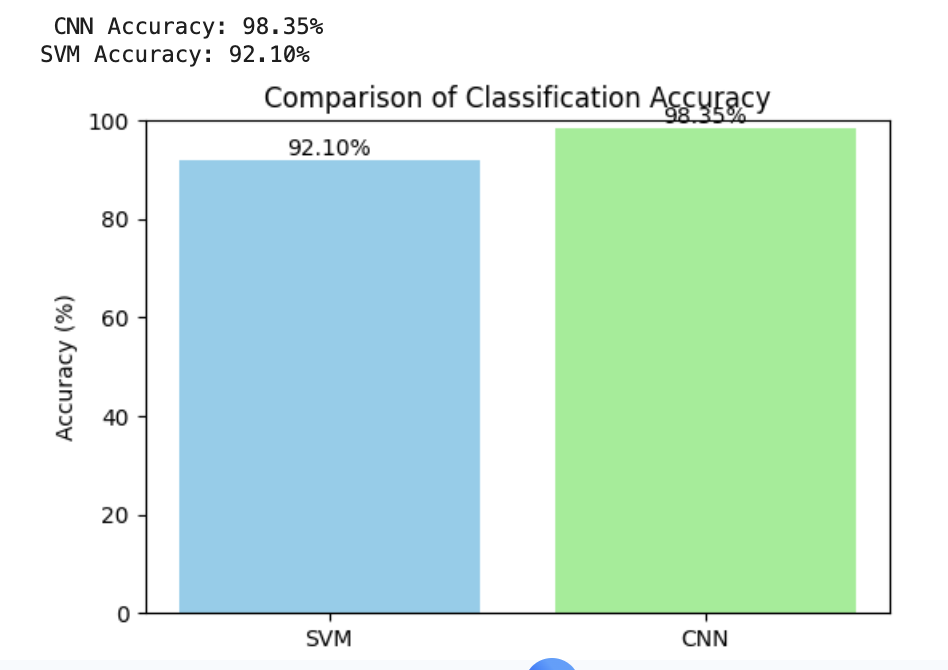 CNN Accuracy: 98.35%
SVM Accuracy: 92.10%
Comparison of Classification Accuracy
98.35%
92.10%
100
80
60
40
20
0
Accuracy (%)
SVM CNN